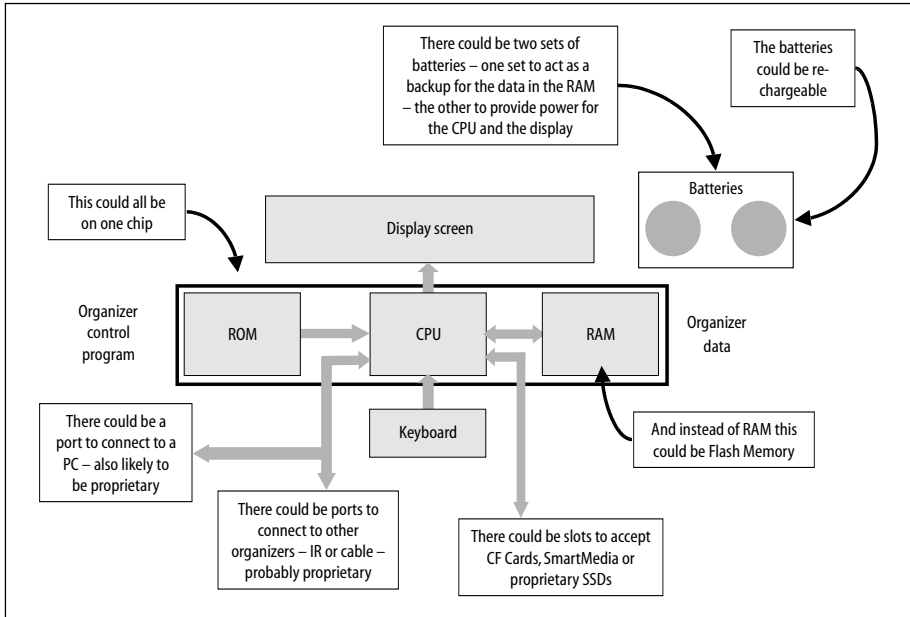 There could be two sets of
batteries – one set to act as a
backup for the data in the RAM
– the other to provide power for
the CPU and the display
The batteries
could be re-
chargeable
This could all be
on one chip
Batteries
Display screen
Organizer
control
program
ROM
CPU
RAM
Organizer
data
There could be a
port to connect to a
PC – also likely to
be proprietary
Keyboard
And instead of RAM this
could be Flash Memory
There could be ports to
connect to other
organizers – IR or cable –
probably proprietary
There could be slots to accept
CF Cards, SmartMedia or
proprietary SSDs